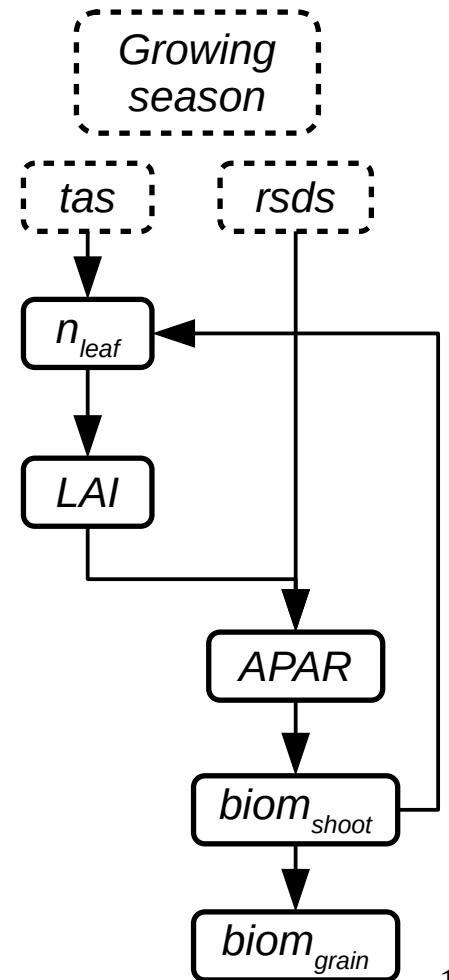 Growing
season
tas
rsds
n_leaf
LAI
APAR
biom_shoot
biom_grain
1